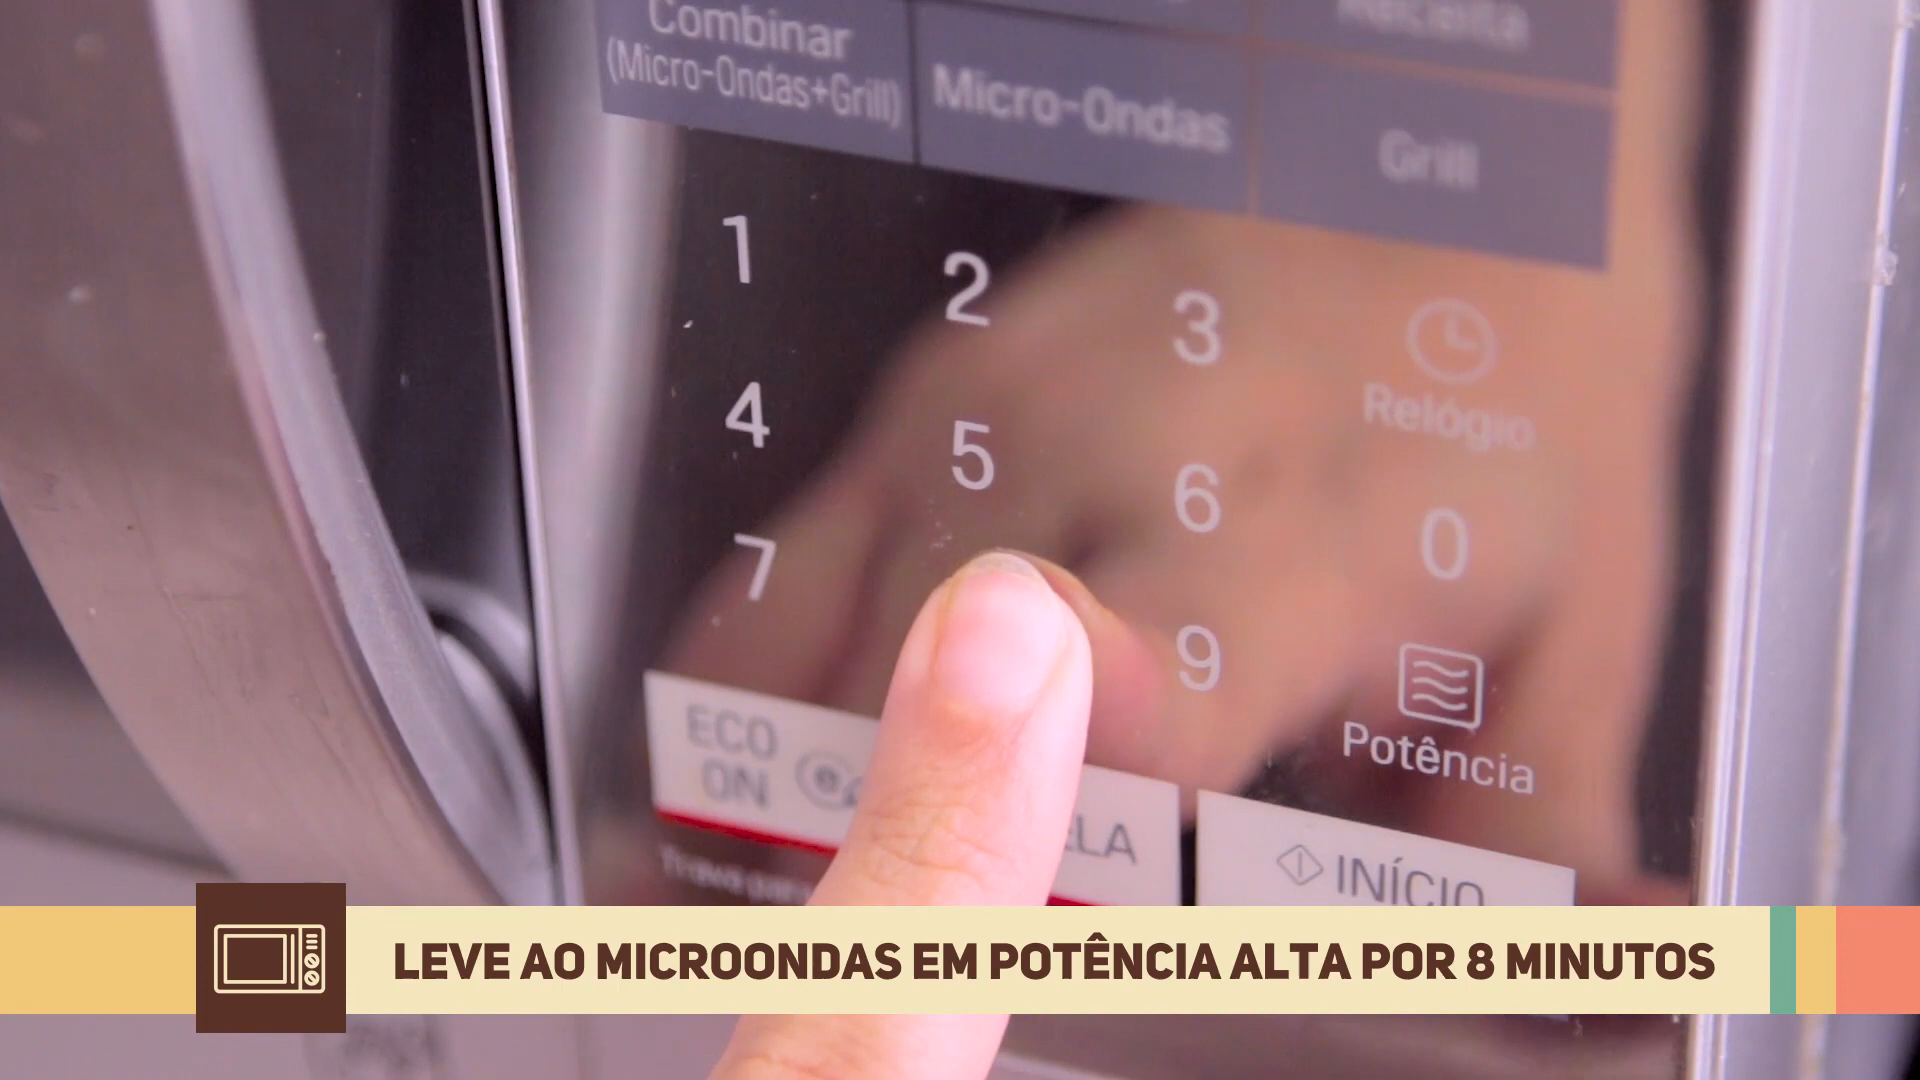 Receita
Combinar
(Micro-Ondas+Grill)
Micro-Ondas
Grill
1
2
3
Relógio
4
5
6
0
7
9
Potência
ECO
ON
INÍCIO
LEVE AO MICROONDAS EM POTÊNCIA ALTA POR 8 MINUTOS